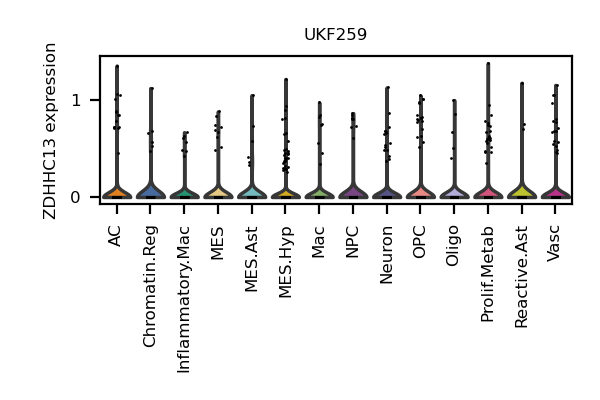 UKF259
ZDHHC13 expression
1
0
AC
Chromatin.Reg
Inflammatory.Mac
MES
MES.Ast
MES.Hyp
Mac
NPC
Neuron
OPC
Oligo
Prolif.Metab
Reactive.Ast
Vasc